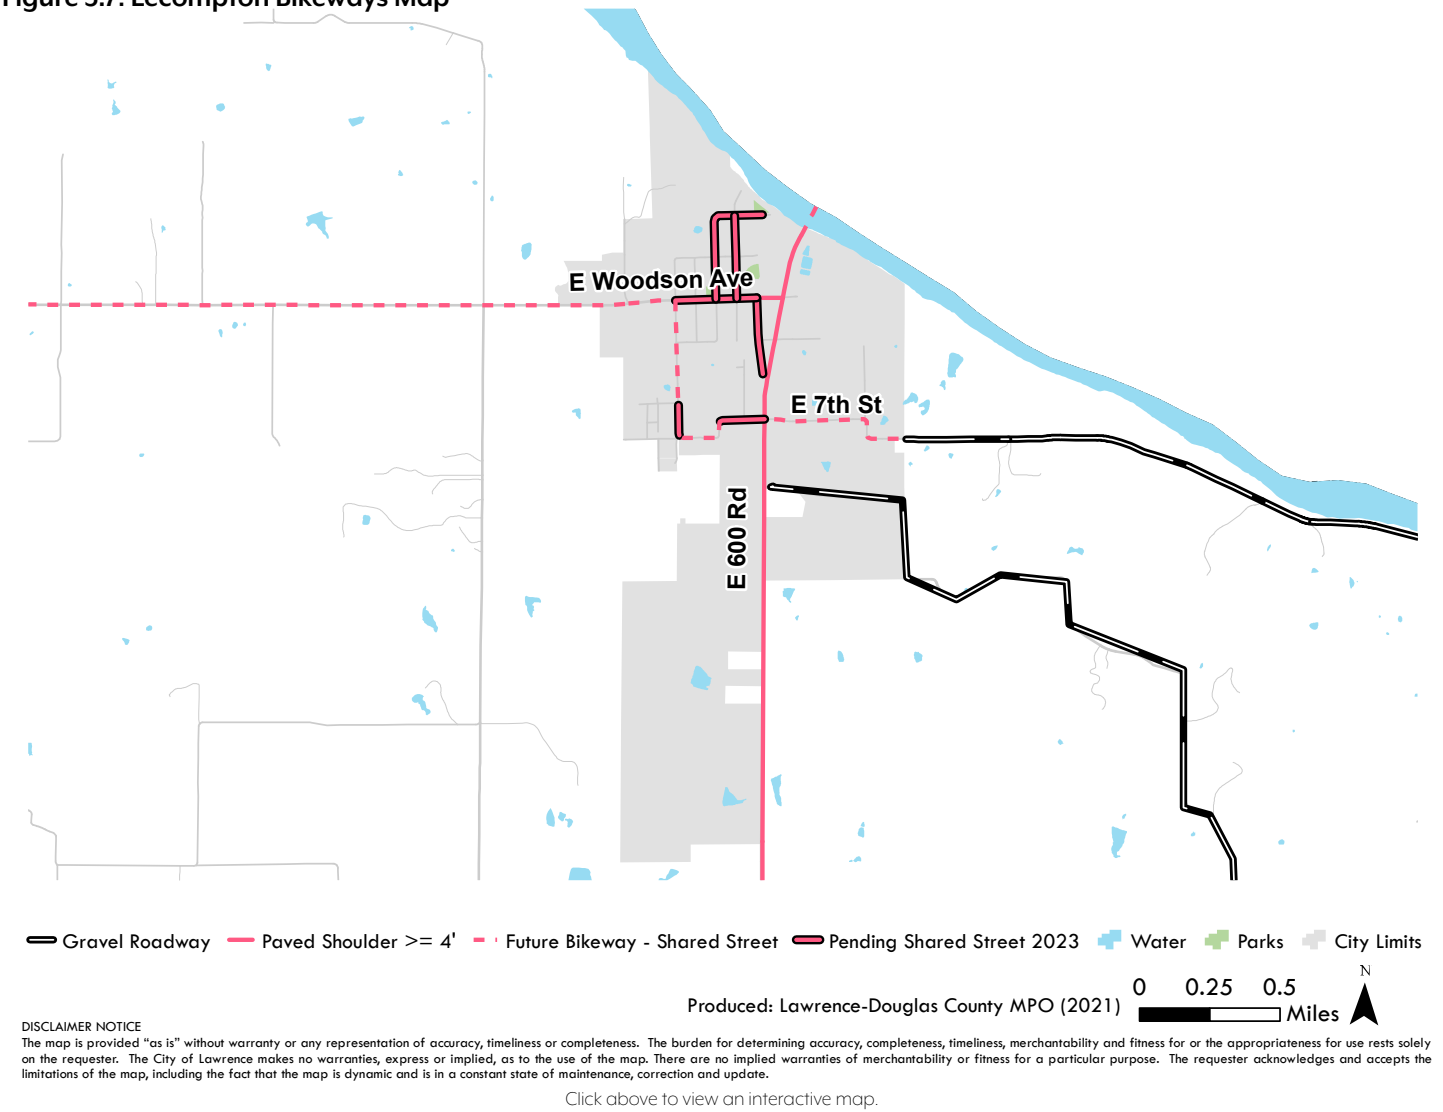 Figure 5.7: Lecompton Bikeways Map
E Woodson Ave
E 7th St
E 600 Rd
Gravel Roadway
Paved Shoulder >= 4'
Future Bikeway - Shared Street
Pending Shared Street 2023
Water
Parks
City Limits
N
Produced: Lawrence-Douglas County MPO (2021)
0 0.25 0.5
Miles
DISCLAIMER NOTICE
The map is provided “as is” without warranty or any representation of accuracy, timeliness or completeness. The burden for determining accuracy, completeness, timeliness, merchantability and fitness for or the appropriateness for use rests solely
on the requester. The City of Lawrence makes no warranties, express or implied, as to the use of the map. There are no implied warranties of merchantability or fitness for a particular purpose. The requester acknowledges and accepts the
limitations of the map, including the fact that the map is dynamic and is in a constant state of maintenance, correction and update.
Click above to view an interactive map.